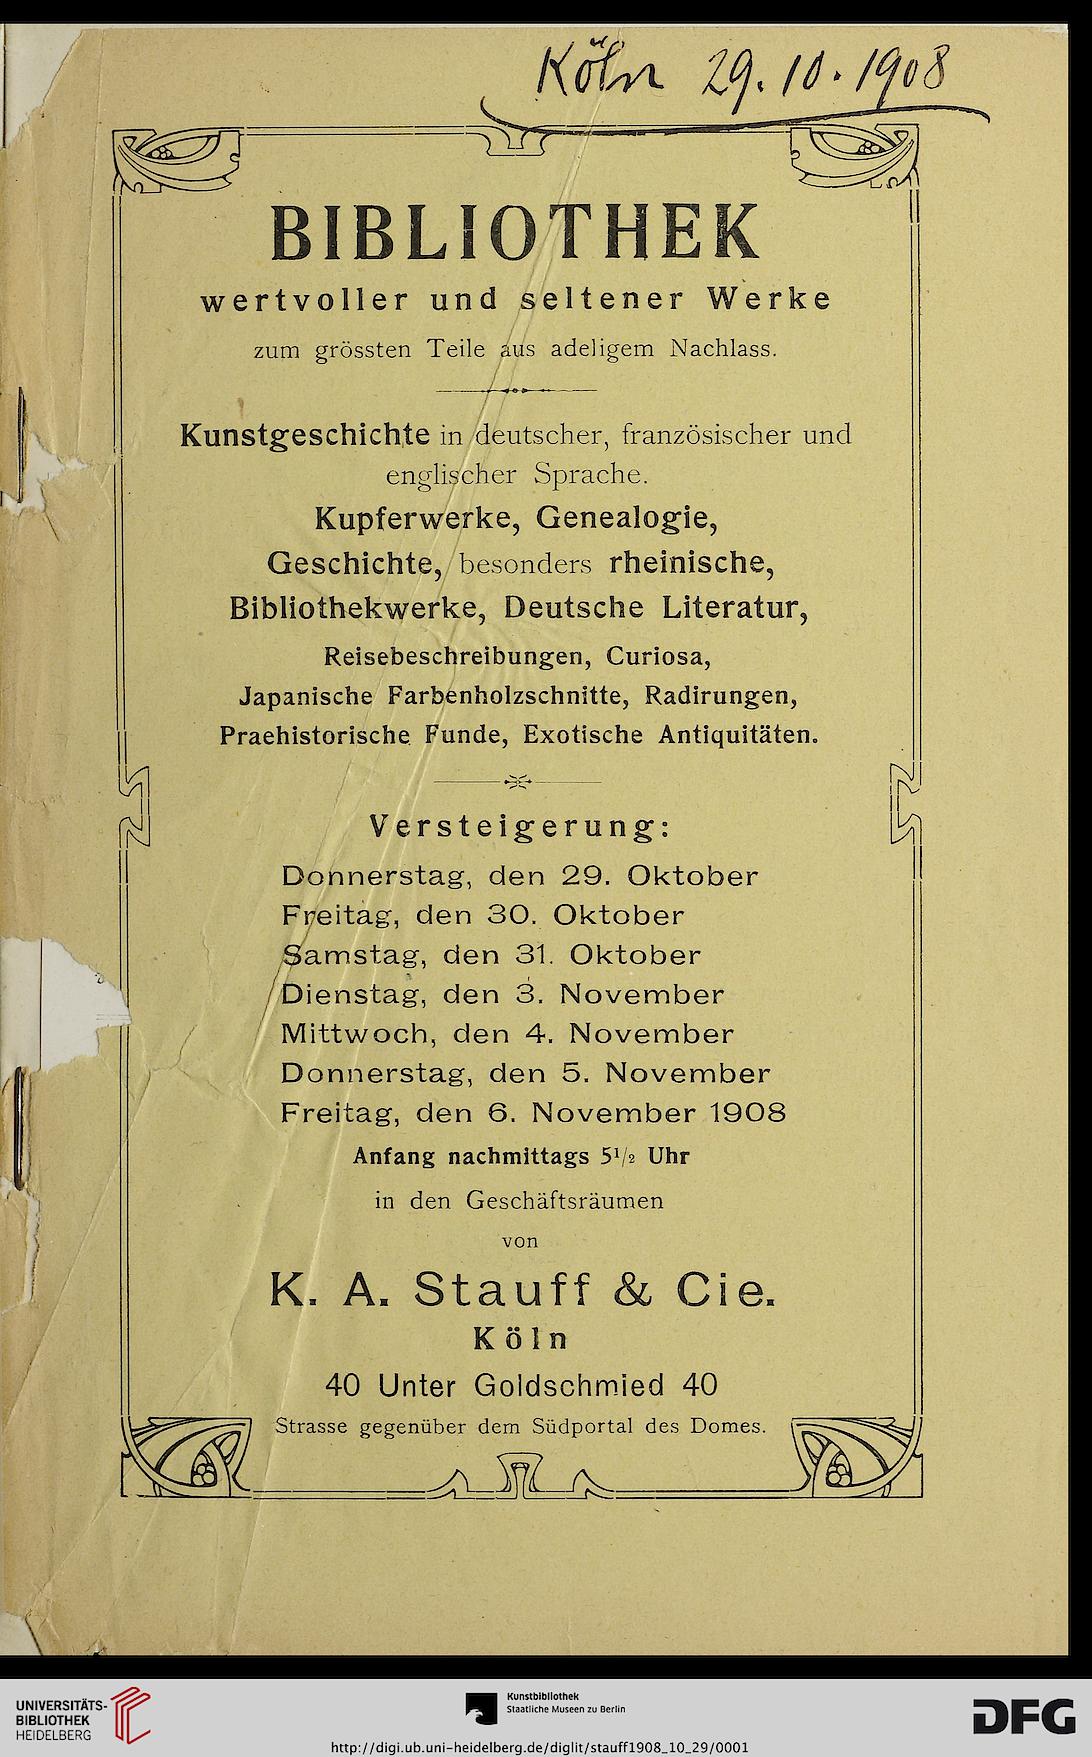 Köln 29.10.1908
BIBLIOTHEK
wertvoller und seltener Werke
zum grössten Teile aus adeligem Nachlass.
Kunstgeschichte in deutscher, französischer und
englischer Sprache.
Kupferwerke, Genealogie,
Geschichte, besonders rheinische,
Bibliothekwerke, Deutsche Literatur,
Reisebeschreibungen, Curiosa,
Japanische Farbenholzschnitte, Radirungen,
Praehistorische Funde, Exotische Antiquitäten.
Versteigerung:
Donnerstag, den 29. Oktober
Freitag, den 30. Oktober
Samstag, den 31. Oktober
Dienstag, den 3. November
Mittwoch, den 4. November
Donnerstag, den 5. November
Freitag, den 6. November 1908
Anfang nachmittags 5¹/₂ Uhr
in den Geschäftsräumen
von
K. A. Stauff & Cie.
Köln
40 Unter Goldschmied 40
Strasse gegenüber dem Südportal des Domes.
UNIVERSITÄTS-
BIBLIOTHEK
HEIDELBERG
Kunstbibliothek
Staatliche Museen zu Berlin
DFG
http://digi.ub.uni-heidelberg.de/diglit/stauff1908_10_29/0001